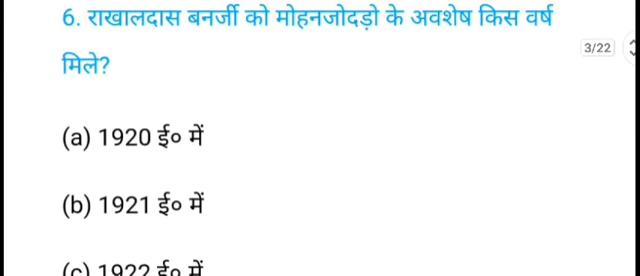 6. राखालदास बनर्जी को मोहनजोदड़ो के अवशेष किस वर्ष
3/22
मिले?
(a) 1920 ई० में
(b) 1921 ई० में
(c) 1922 ई० में